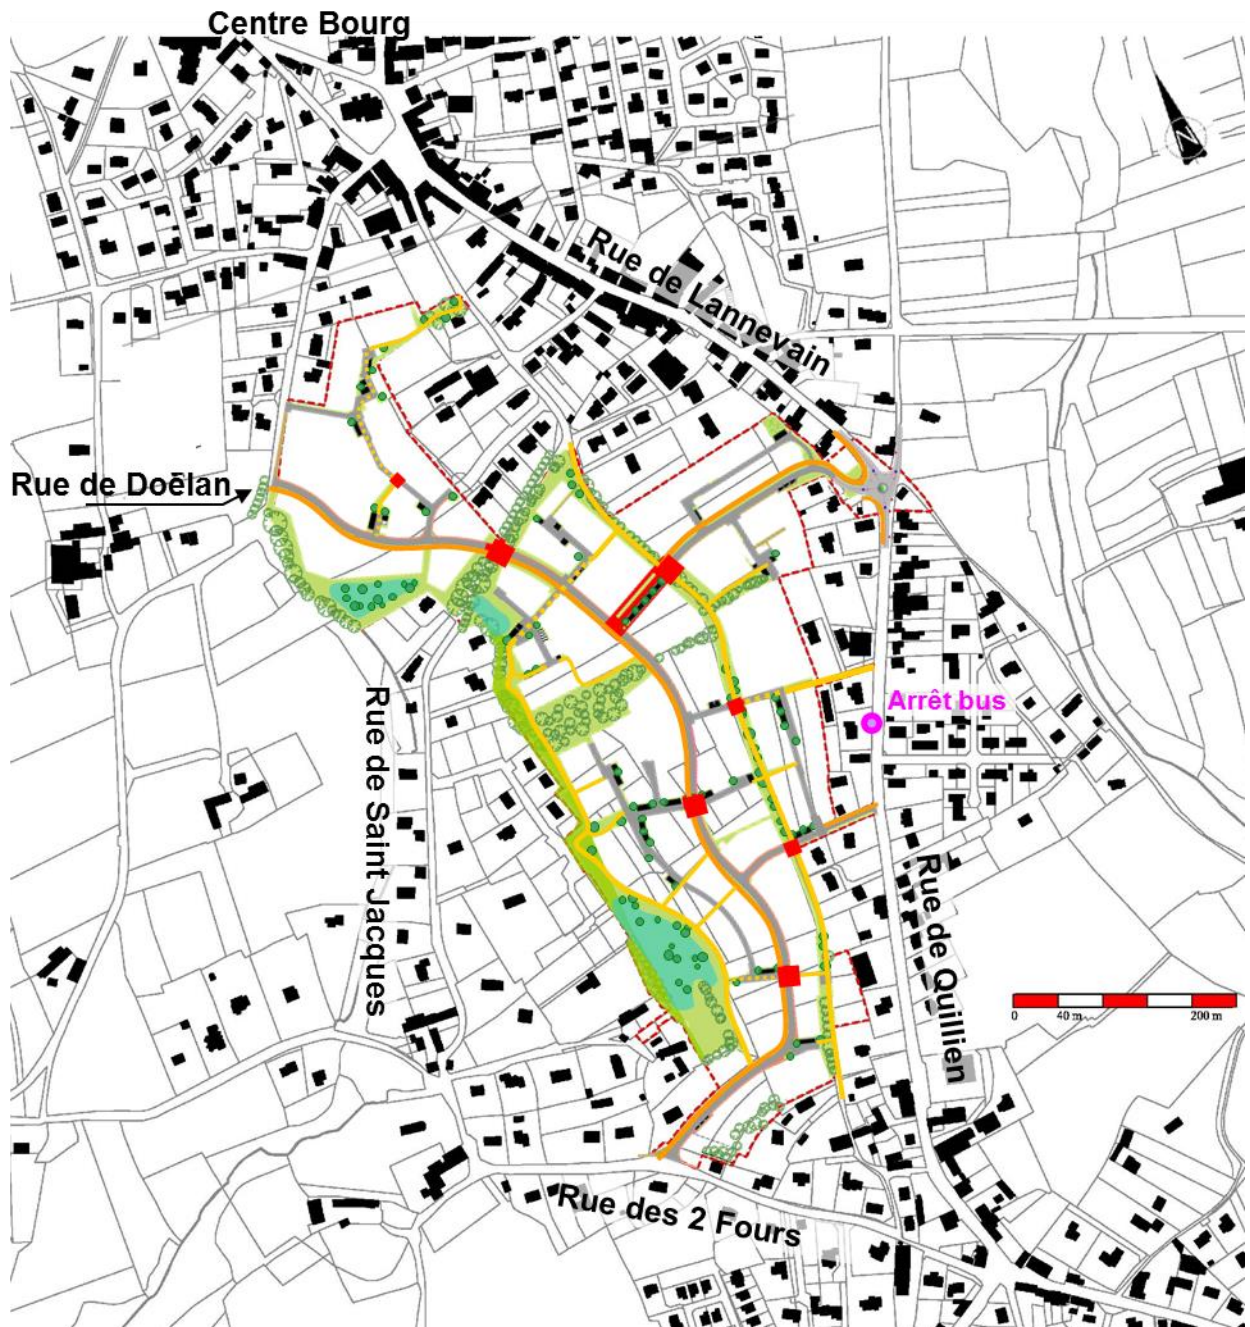 Centre Bourg
N
Rue de Lannevain
Rue de Doëlan
Arrêt bus
Rue de Saint Jacques
Rue de Quillien
0 40 m 200 m
Rue des 2 Fours